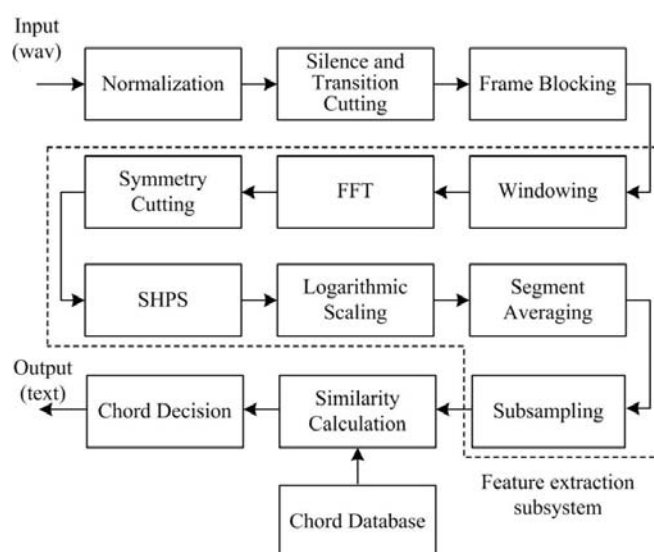 Input
(wav)
Normalization
Silence and
Transition
Cutting
Frame Blocking
Symmetry
Cutting
FFT
Windowing
SHPS
Logarithmic
Scaling
Segment
Averaging
Output
(text)
Chord Decision
Similarity
Calculation
Subsampling
Chord Database
Feature extraction
subsystem